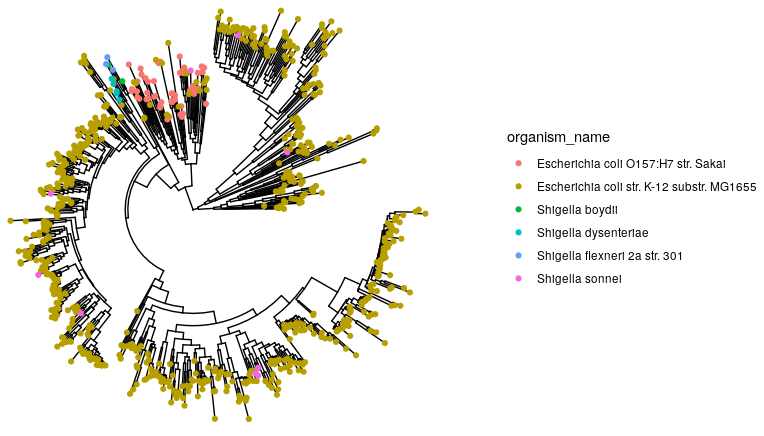 organism_name
Escherichia coli O157:H7 str. Sakai
Escherichia coli str. K-12 substr. MG1655
Shigella boydii
Shigella dysenteriae
Shigella flexneri 2a str. 301
Shigella sonnei